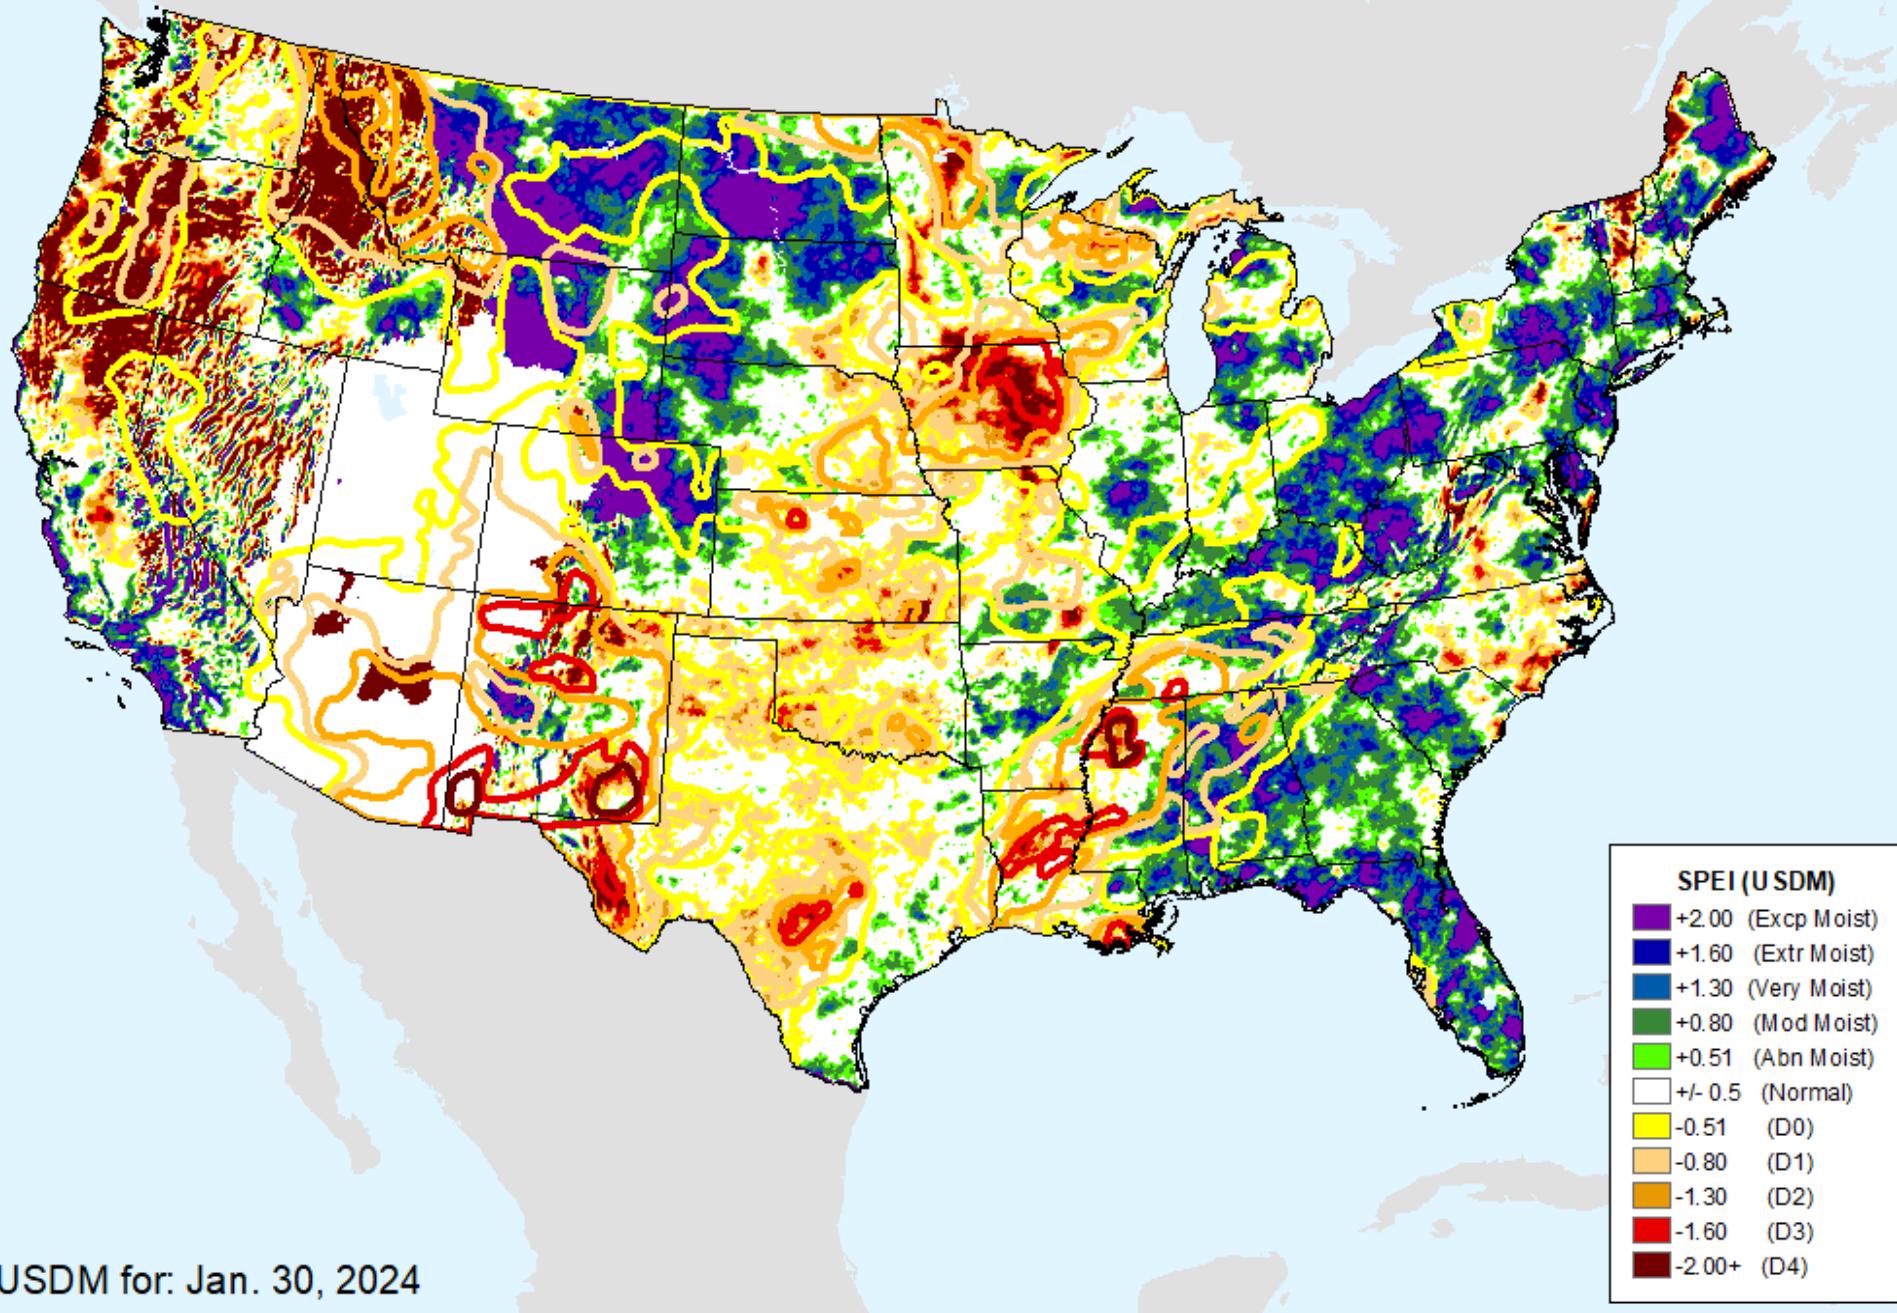 SPEI (USDM)
+2.00 (Excp Moist)
+1.60 (Extr Moist)
+1.30 (Very Moist)
+0.80 (Mod Moist)
+0.51 (Abn Moist)
+/- 0.5 (Normal)
-0.51 (D0)
-0.80 (D1)
-1.30 (D2)
-1.60 (D3)
-2.00+ (D4)
USDM for: Jan. 30, 2024